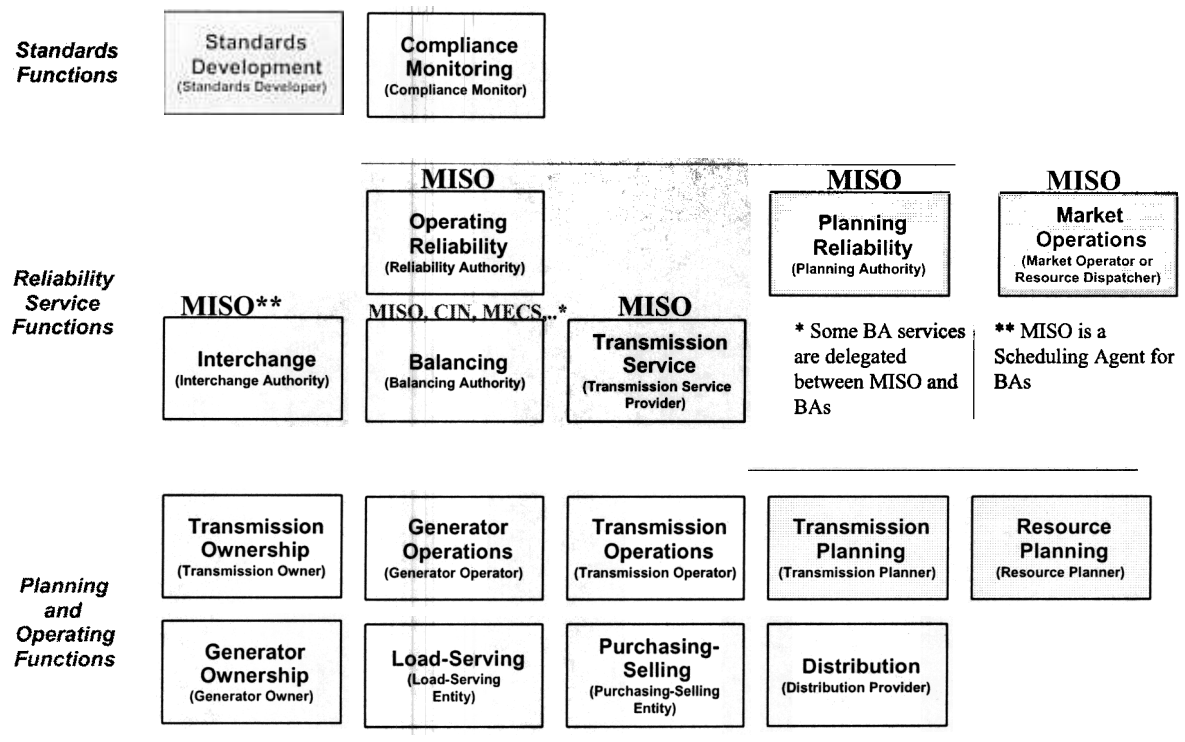 Standards
Functions
Standards
Development
(Standards Developer)
Compliance
Monitoring
(Compliance Monitor)
Reliability
Service
Functions
MISO
Operating
Reliability
(Reliability Authority)
MISO
Planning
Reliability
(Planning Authority)
MISO
Market
Operations
(Market Operator or
Resource Dispatcher)
MISO**
Interchange
(Interchange Authority)
MISO, CIN, MECS,..*
Balancing
(Balancing Authority)
MISO
Transmission
Service
(Transmission Service
Provider)
* Some BA services
are delegated
between MISO and
BAs
** MISO is a
Scheduling Agent for
BAs
Planning
and
Operating
Functions
Transmission
Ownership
(Transmission Owner)
Generator
Operations
(Generator Operator)
Transmission
Operations
(Transmission Operator)
Transmission
Planning
(Transmission Planner)
Resource
Planning
(Resource Planner)
Generator
Ownership
(Generator Owner)
Load-Serving
(Load-Serving
Entity)
Purchasing-
Selling
(Purchasing-Selling
Entity)
Distribution
(Distribution Provider)